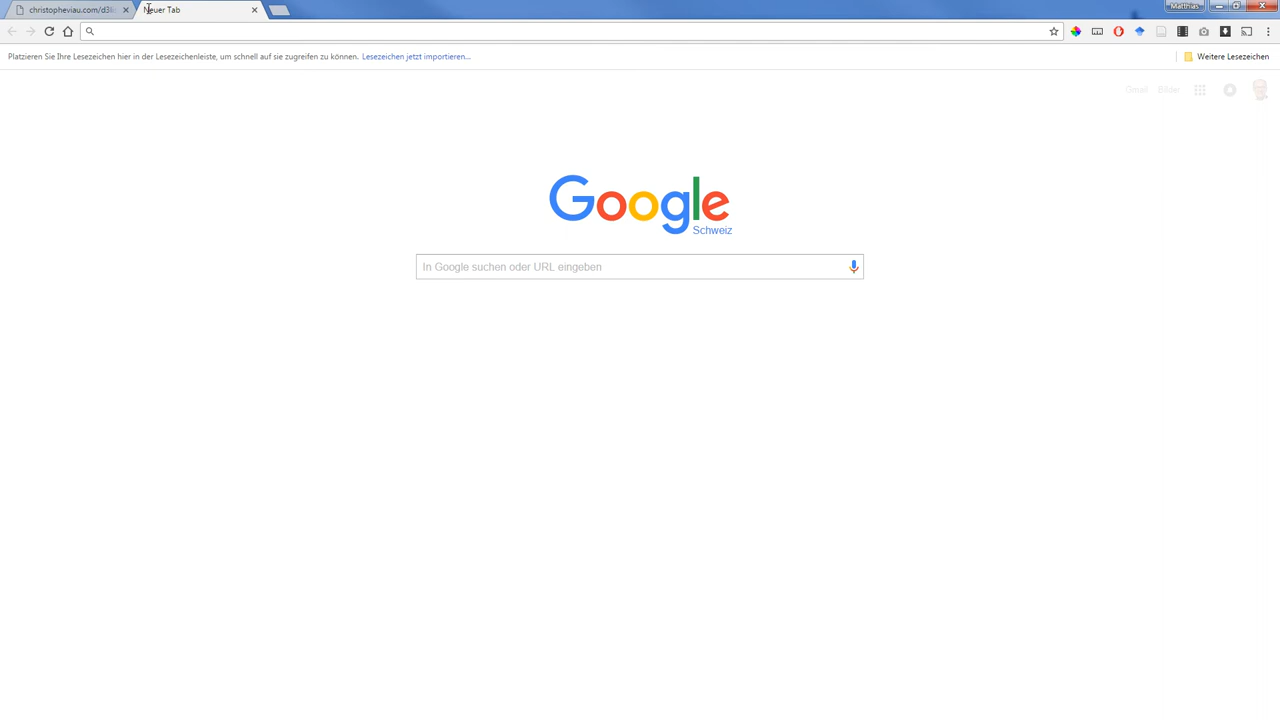 christopheviau.com/d3
Neuer Tab
Matthias
Platzieren Sie Ihre Lesezeichen hier in der Lesezeichenleiste, um schnell auf sie zugreifen zu können. Lesezeichen jetzt importieren...
Weitere Lesezeichen
Gmail Bilder
Google
Schweiz
In Google suchen oder URL eingeben